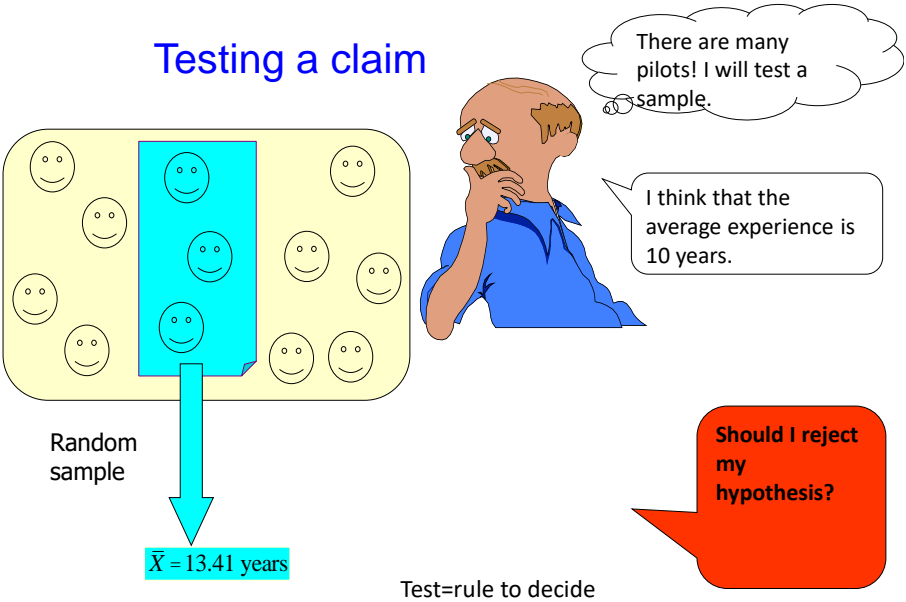 Testing a claim
There are many
pilots! I will test a
sample.
I think that the
average experience is
10 years.
Random
sample
X̄ = 13.41 years
Should I reject
my
hypothesis?
Test=rule to decide